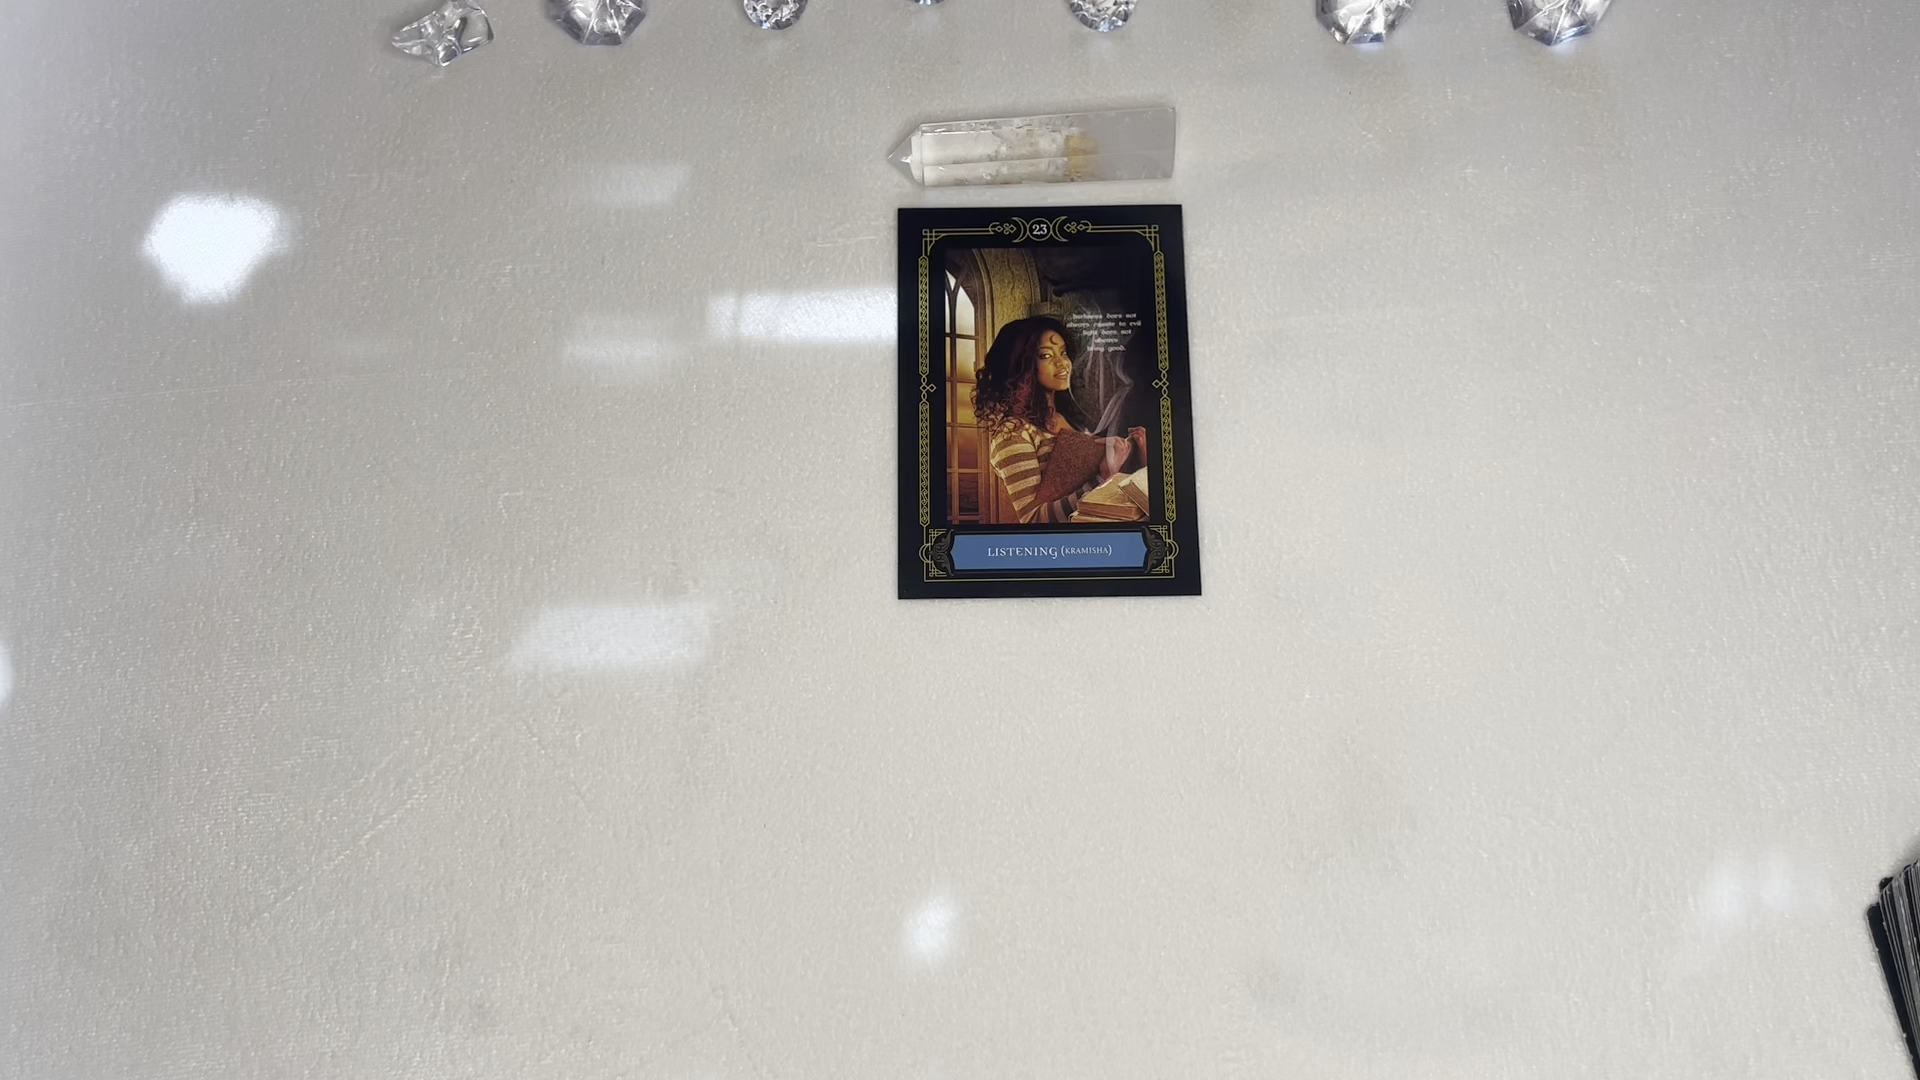 23
...darkness does not
always equate to evil
light does not
always
bring good.
LISTENING (KRAMISHA)